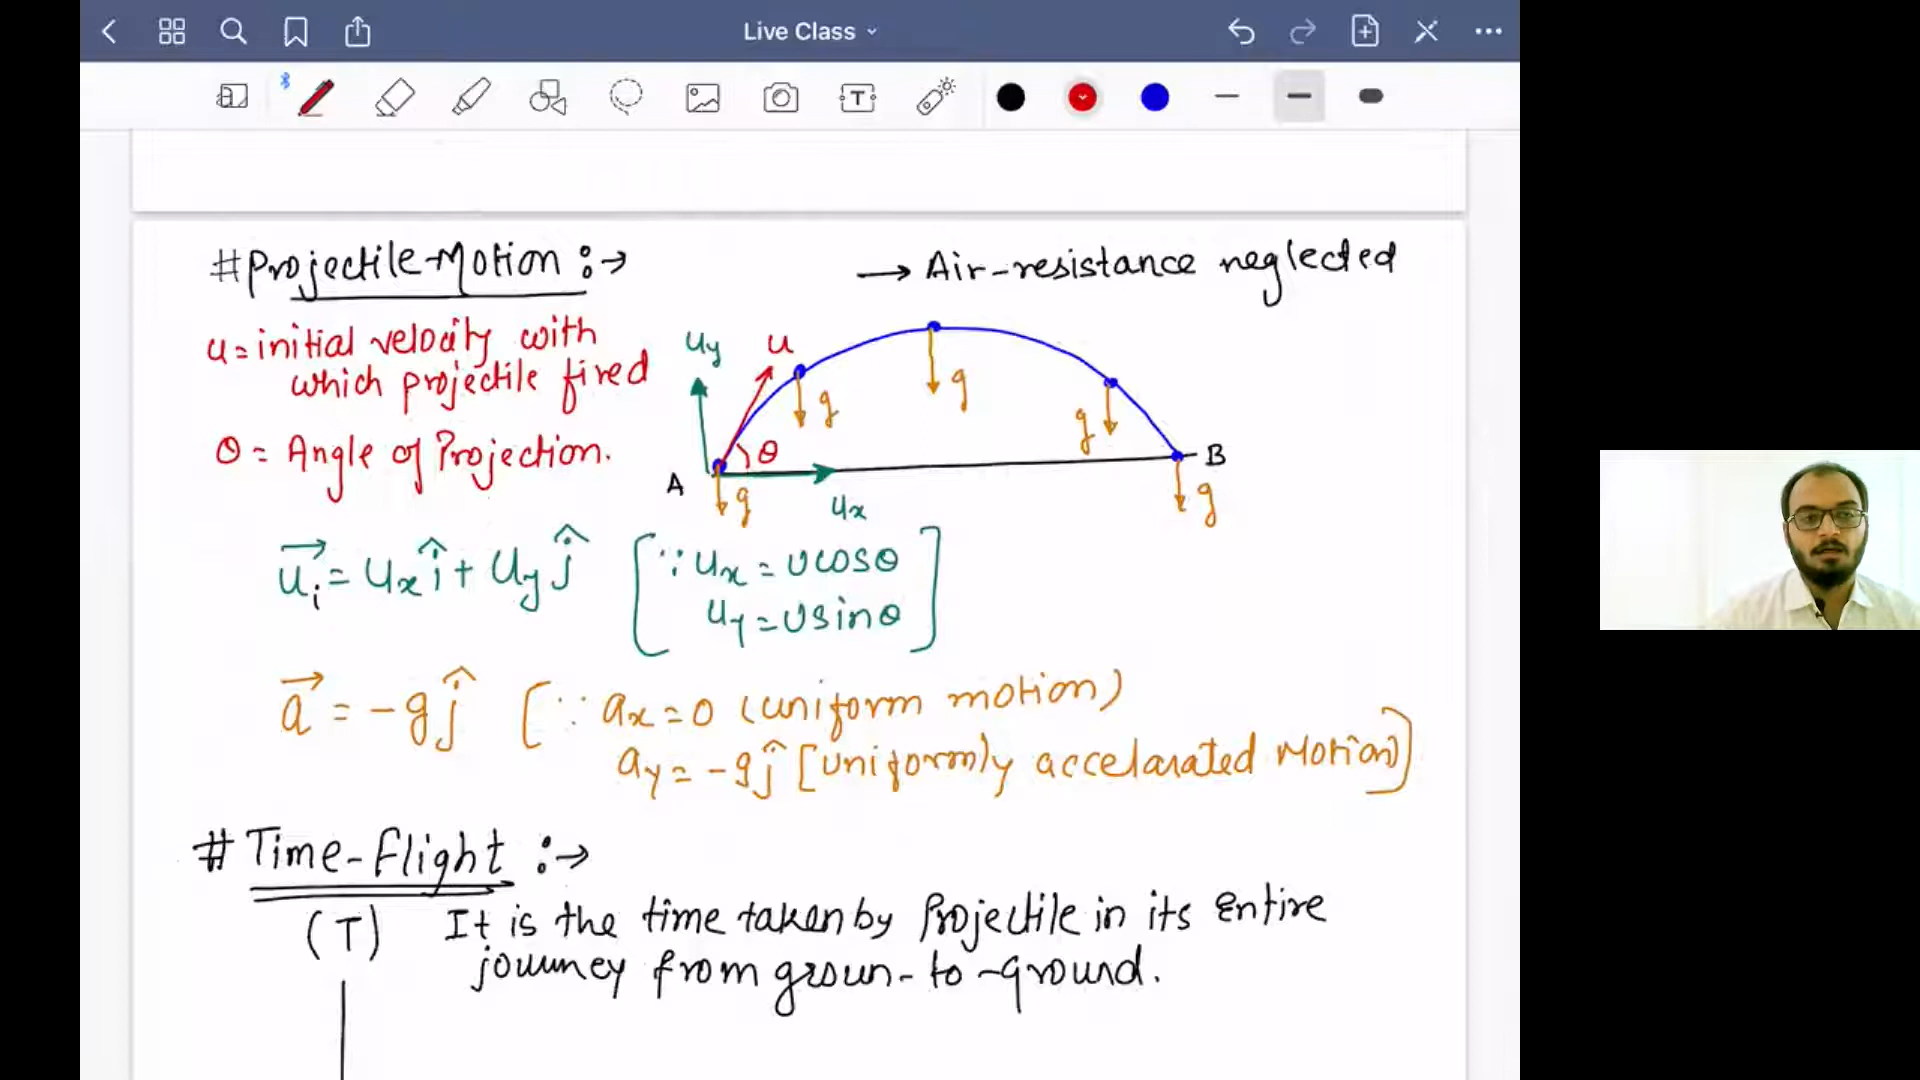 Live Class
#Projectile-Motion :→
→ Air-resistance neglected
u = initial velocity with
which projectile fired
θ = Angle of Projection.
uy
u
g
g
g
θ
A
g
ux
B
g
u⃗i = ux î + uy ĵ [∵ ux = ucosθ
uy = usinθ]
a⃗ = -g ĵ [∵ ax = 0 (uniform motion)
ay = -g ĵ [uniformly accelarated Motion]]
# Time-Flight :→
(T) It is the time taken by Projectile in its Entire
journey from groun-to-ground.